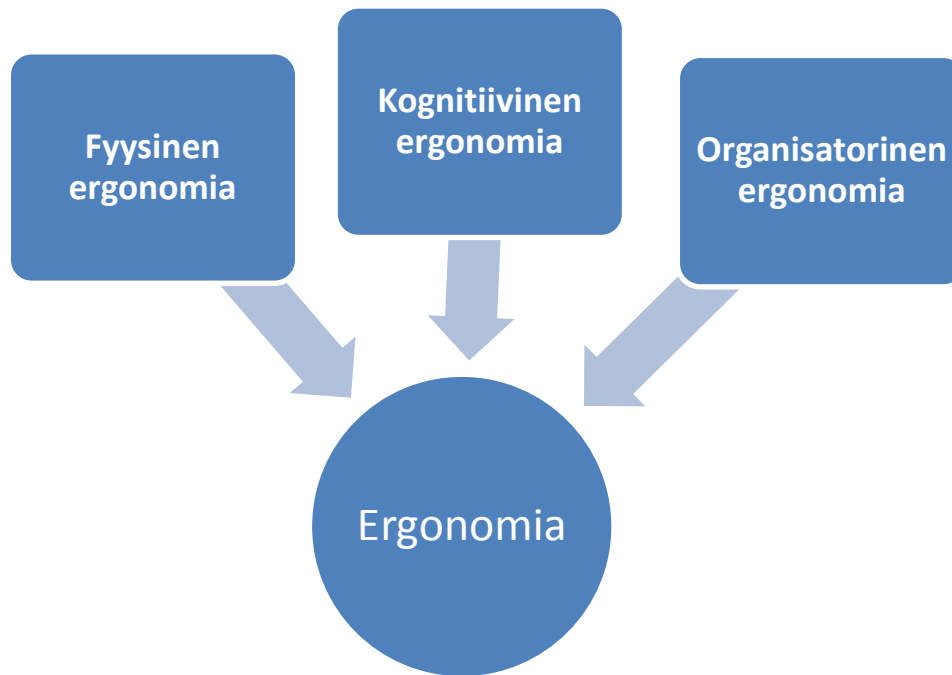 Fyysinen
ergonomia
Kognitiivinen
ergonomia
Organisatorinen
ergonomia
Ergonomia